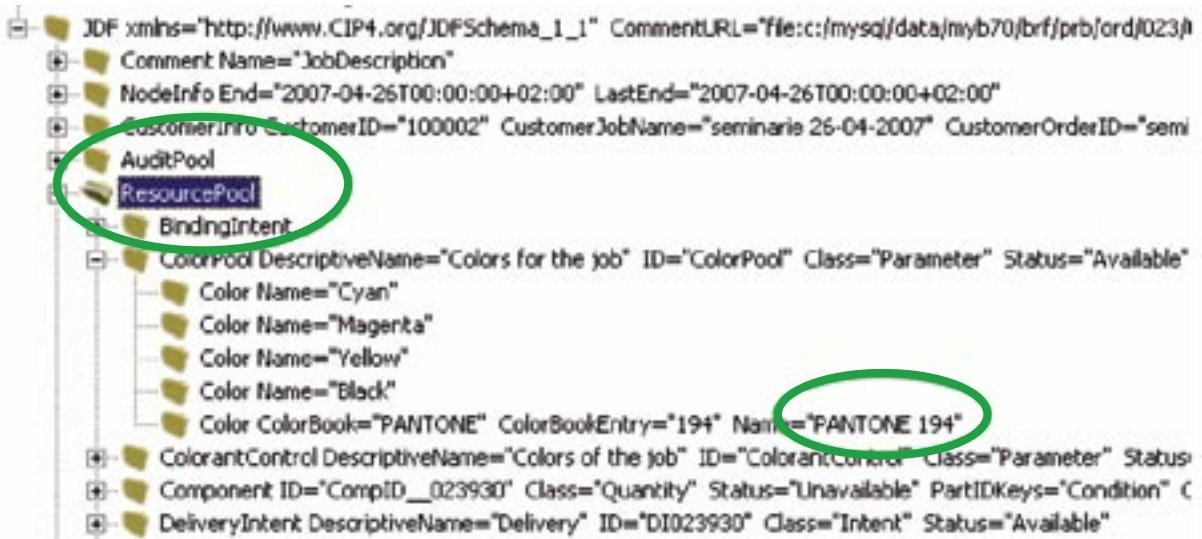 JDF xmlns="http://www.CIP4.org/JDFSchema_1_1" CommentURL="file:c:/mysql/data/myb70/brf/prb/ord/023/
Comment Name="JobDescription"
NodeInfo End="2007-04-26T00:00:00+02:00" LastEnd="2007-04-26T00:00:00+02:00"
CustomerInfo CustomerID="100002" CustomerJobName="seminarie 26-04-2007" CustomerOrderID="semi
AuditPool
ResourcePool
BindingIntent
ColorPool DescriptiveName="Colors for the job" ID="ColorPool" Class="Parameter" Status="Available"
Color Name="Cyan"
Color Name="Magenta"
Color Name="Yellow"
Color Name="Black"
Color ColorBook="PANTONE" ColorBookEntry="194" Name="PANTONE 194"
ColorantControl DescriptiveName="Colors of the job" ID="ColorantControl" Class="Parameter" Status
Component ID="CompID__023930" Class="Quantity" Status="Unavailable" PartIDKeys="Condition" C
DeliveryIntent DescriptiveName="Delivery" ID="DI023930" Class="Intent" Status="Available"